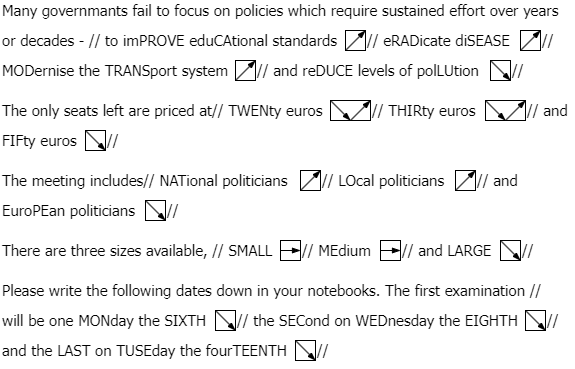 Many governmants fail to focus on policies which require sustained effort over years
or decades - // to imPROVE eduCAtional standards // eRADicate diSEASE //
MODernise the TRANSport system // and reDUCE levels of polLUtion //
The only seats left are priced at// TWENty euros // THIRty euros // and
FIFty euros //
The meeting includes// NATional politicians // LOcal politicians // and
EuroPEan politicians //
There are three sizes available, // SMALL // MEdium // and LARGE //
Please write the following dates down in your notebooks. The first examination //
will be one MONday the SIXTH // the SECond on WEDnesday the EIGHTH //
and the LAST on TUSEday the fourTEENTH //